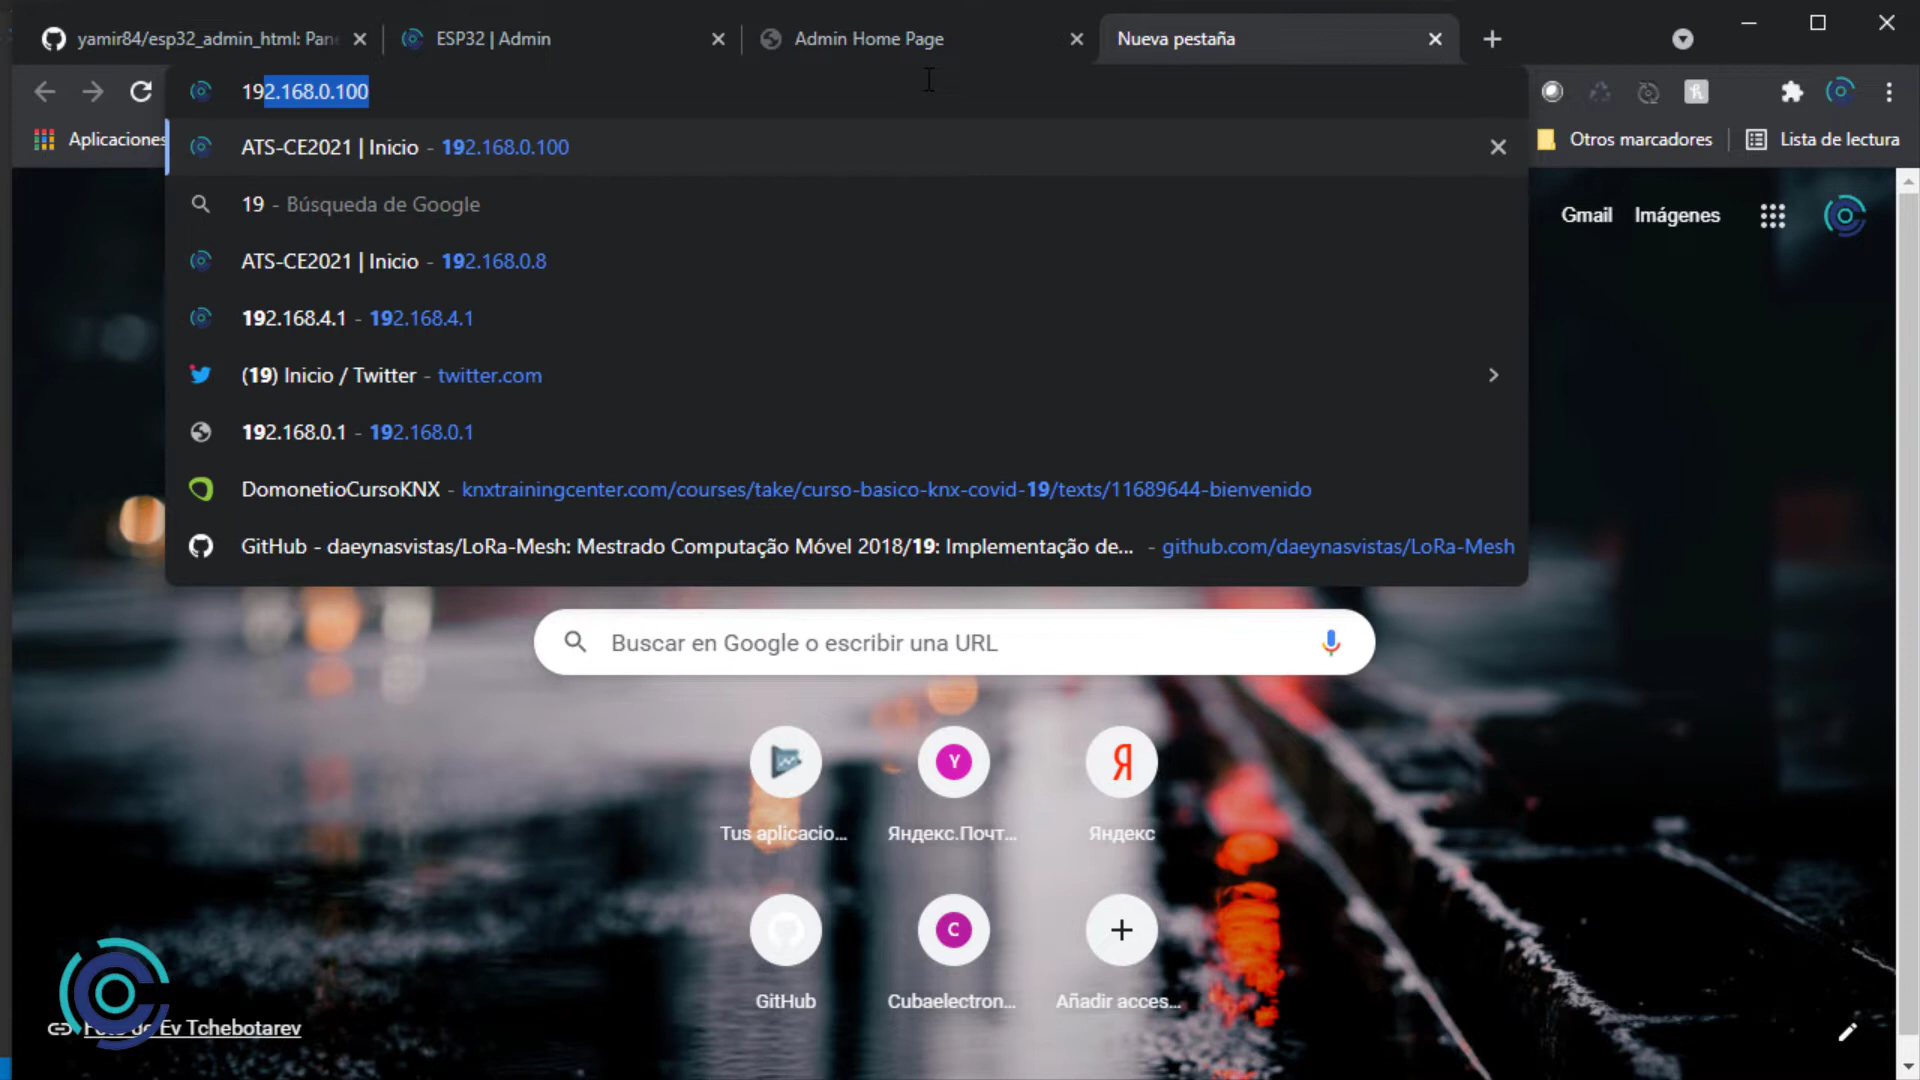 yamir84/esp32_admin_html: Pan
ESP32 | Admin
Admin Home Page
Nueva pestaña
192.168.0.100
Aplicaciones
Otros marcadores
Lista de lectura
ATS-CE2021 | Inicio - 192.168.0.100
19 - Búsqueda de Google
ATS-CE2021 | Inicio - 192.168.0.8
192.168.4.1 - 192.168.4.1
(19) Inicio / Twitter - twitter.com
192.168.0.1 - 192.168.0.1
DomonetioCursoKNX - knxtrainingcenter.com/courses/take/curso-basico-knx-covid-19/texts/11689644-bienvenido
GitHub - daeynasvistas/LoRa-Mesh: Mestrado Computação Móvel 2018/19: Implementação de... - github.com/daeynasvistas/LoRa-Mesh
Gmail
Imágenes
Buscar en Google o escribir una URL
Y
Я
Tus aplicacio...
Яндекс.Почт...
Яндекс
C
GitHub
Cubaelectron...
Añadir acces...
Foto de Ev Tchebotarev